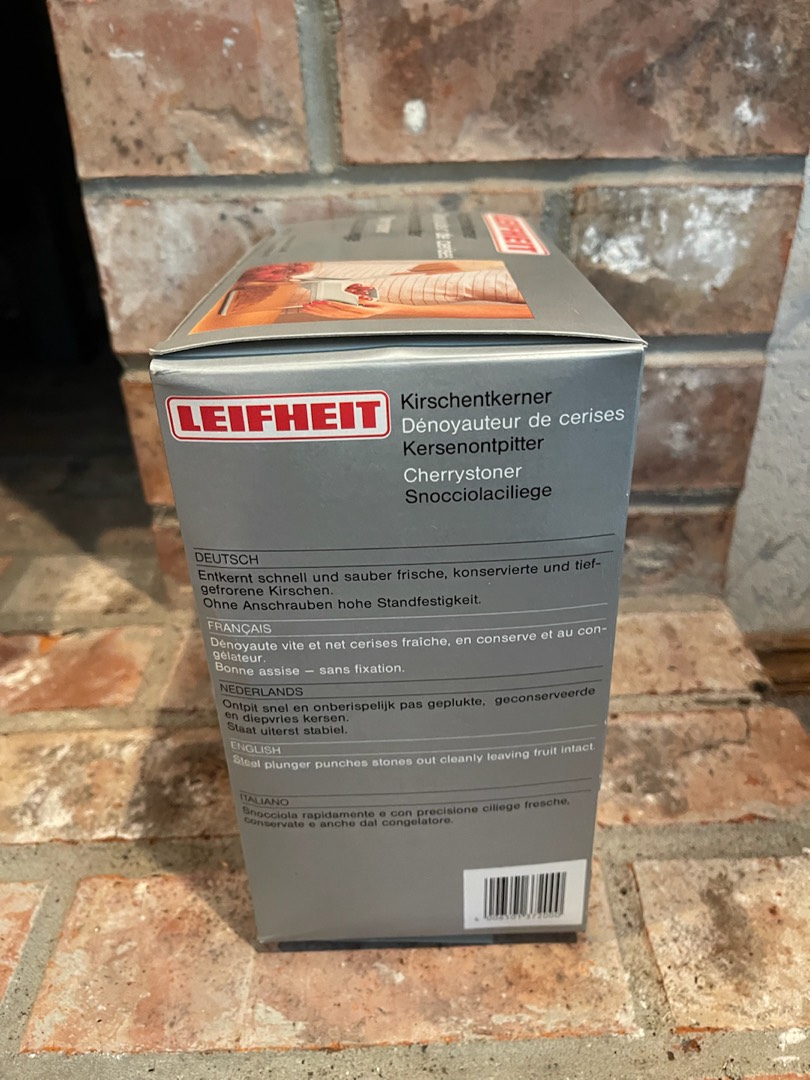 LEIFHEIT
LEIFHEIT
Kirschentkerner
Dénoyauteur de cerises
Kersenontpitter
Cherrystoner
Snocciolaciliege
DEUTSCH
Entkernt schnell und sauber frische, konservierte und tief-
gefrorene Kirschen.
Ohne Anschrauben hohe Standfestigkeit.
FRANÇAIS
Dénoyaute vite et net cerises fraîche, en conserve et au con-
gélateur.
Bonne assise – sans fixation.
NEDERLANDS
Ontpit snel en onberispelijk pas geplukte, geconserveerde
en diepvries kersen.
Staat uiterst stabiel.
ENGLISH
Steel plunger punches stones out cleanly leaving fruit intact.
ITALIANO
Snocciola rapidamente e con precisione ciliege fresche,
conservate e anche dal congelatore.